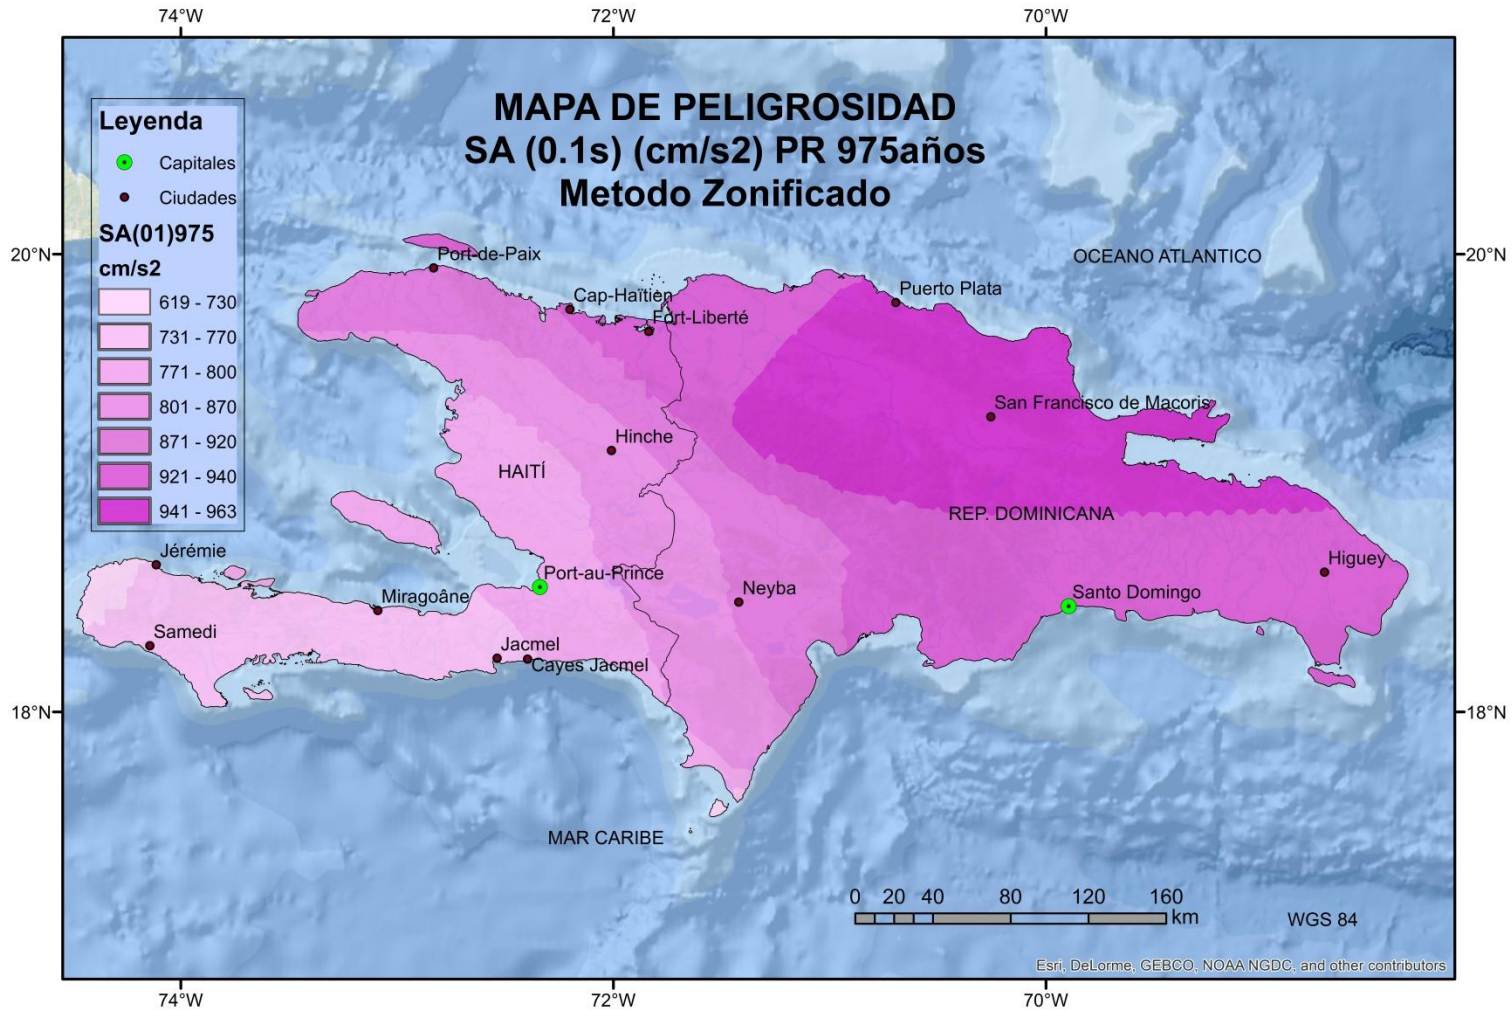 74°W 72°W 70°W
MAPA DE PELIGROSIDAD
SA (0.1s) (cm/s2) PR 975años
Metodo Zonificado
Leyenda
Capitales
Ciudades
SA(01)975
cm/s2
619 - 730
731 - 770
771 - 800
801 - 870
871 - 920
921 - 940
941 - 963
20°N 20°N
OCEANO ATLANTICO
Port-de-Paix
Cap-Haïtien
Fort-Liberté
Puerto Plata
San Francisco de Macoris
Hinche
HAITÍ
REP. DOMINICANA
Jérémie
Port-au-Prince
Higuey
Miragoâne
Neyba
Santo Domingo
Samedi
Jacmel
Cayes Jacmel
18°N 18°N
MAR CARIBE
0 20 40 80 120 160
km
WGS 84
Esri, DeLorme, GEBCO, NOAA NGDC, and other contributors
74°W 72°W 70°W